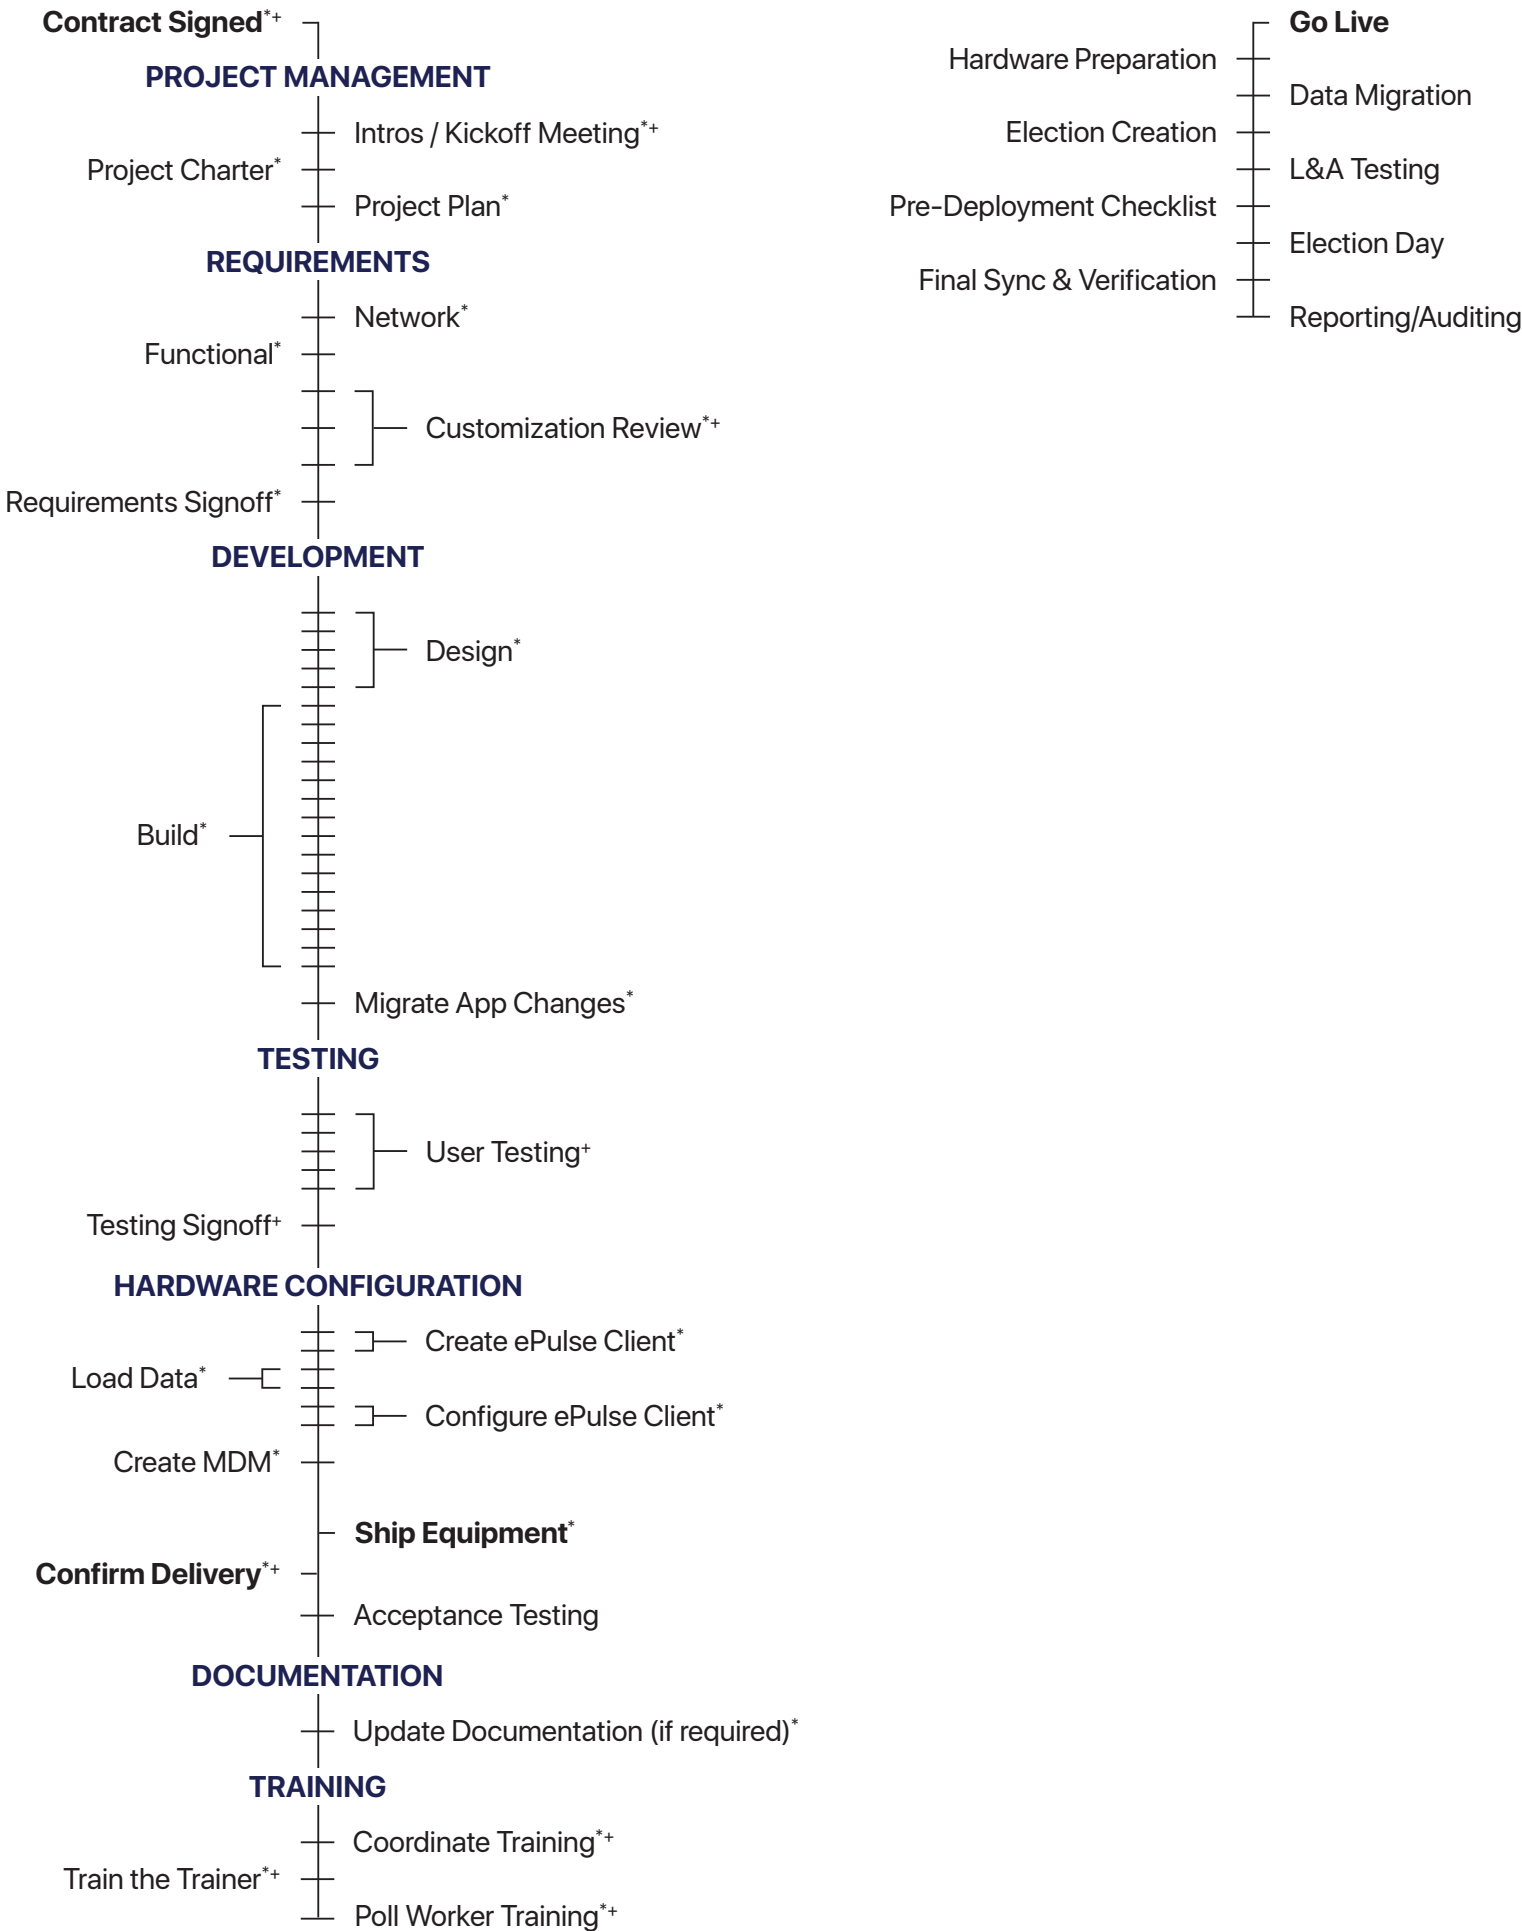 Contract Signed*+
PROJECT MANAGEMENT
Intros / Kickoff Meeting*+
Project Charter*
Project Plan*
REQUIREMENTS
Network*
Functional*
Customization Review*+
Requirements Signoff*
DEVELOPMENT
Design*
Build*
Migrate App Changes*
TESTING
User Testing+
Testing Signoff+
HARDWARE CONFIGURATION
Create ePulse Client*
Load Data*
Configure ePulse Client*
Create MDM*
Ship Equipment*
Confirm Delivery*+
Acceptance Testing
DOCUMENTATION
Update Documentation (if required)*
TRAINING
Coordinate Training*+
Train the Trainer*+
Poll Worker Training*+
Go Live
Hardware Preparation
Data Migration
Election Creation
L&A Testing
Pre-Deployment Checklist
Election Day
Final Sync & Verification
Reporting/Auditing